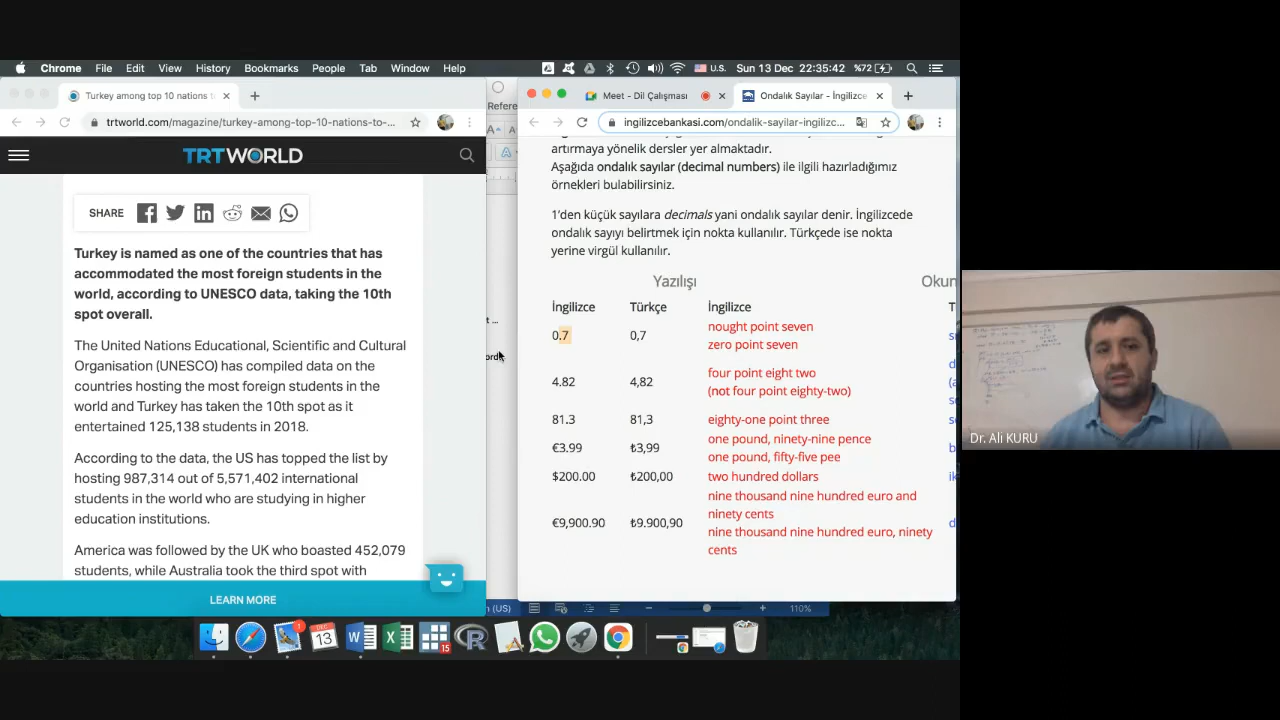 Chrome File Edit View History Bookmarks People Tab Window Help
U.S. Sun 13 Dec 22:35:42 %72
Turkey among top 10 nations t
trtworld.com/magazine/turkey-among-top-10-nations-to-...
TRTWORLD
SHARE
Turkey is named as one of the countries that has
accommodated the most foreign students in the
world, according to UNESCO data, taking the 10th
spot overall.
The United Nations Educational, Scientific and Cultural
Organisation (UNESCO) has compiled data on the
countries hosting the most foreign students in the
world and Turkey has taken the 10th spot as it
entertained 125,138 students in 2018.
According to the data, the US has topped the list by
hosting 987,314 out of 5,571,402 international
students in the world who are studying in higher
education institutions.
America was followed by the UK who boasted 452,079
students, while Australia took the third spot with
LEARN MORE
Refere
(US)
110%
Meet - Dil Çalışması
Ondalık Sayılar - İngilizce
ingilizcebankasi.com/ondalik-sayilar-ingilizc...
artırmaya yönelik dersler yer almaktadır.
Aşağıda ondalık sayılar (decimal numbers) ile ilgili hazırladığımız
örnekleri bulabilirsiniz.
1'den küçük sayılara decimals yani ondalık sayılar denir. İngilizcede
ondalık sayıyı belirtmek için nokta kullanılır. Türkçede ise nokta
yerine virgül kullanılır.
Yazılışı Okun
İngilizce Türkçe İngilizce T
0.7 0,7 nought point seven
zero point seven
4.82 4,82 four point eight two
(not four point eighty-two)
81.3 81,3 eighty-one point three
€3.99 ₺3,99 one pound, ninety-nine pence
one pound, fifty-five pee
$200.00 ₺200,00 two hundred dollars
€9,900.90 ₺9.900,90 nine thousand nine hundred euro and
ninety cents
nine thousand nine hundred euro, ninety
cents
1
DEC
13
15
Dr. Ali KURU